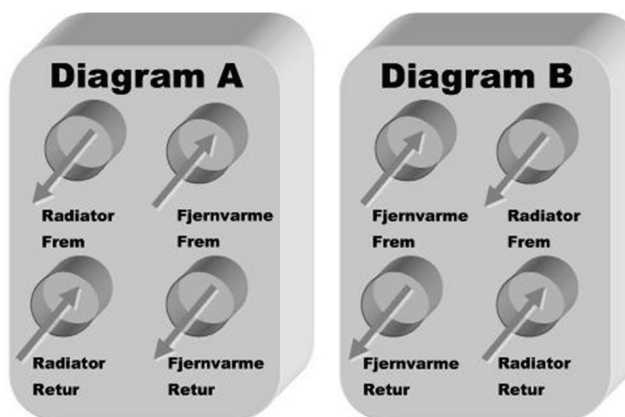 Diagram A
Radiator
Frem
Fjernvarme
Frem
Radiator
Retur
Fjernvarme
Retur
Diagram B
Fjernvarme
Frem
Radiator
Frem
Fjernvarme
Retur
Radiator
Retur